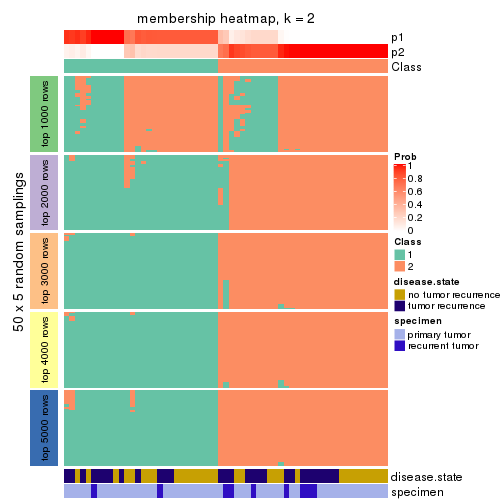 membership heatmap, k = 2
p1
p2
Class
50 x 5 random samplings
top 1000 rows
top 2000 rows
top 3000 rows
top 4000 rows
top 5000 rows
disease.state
specimen
Prob
1
0.8
0.6
0.4
0.2
0
Class
1
2
disease.state
no tumor recurrence
tumor recurrence
specimen
primary tumor
recurrent tumor